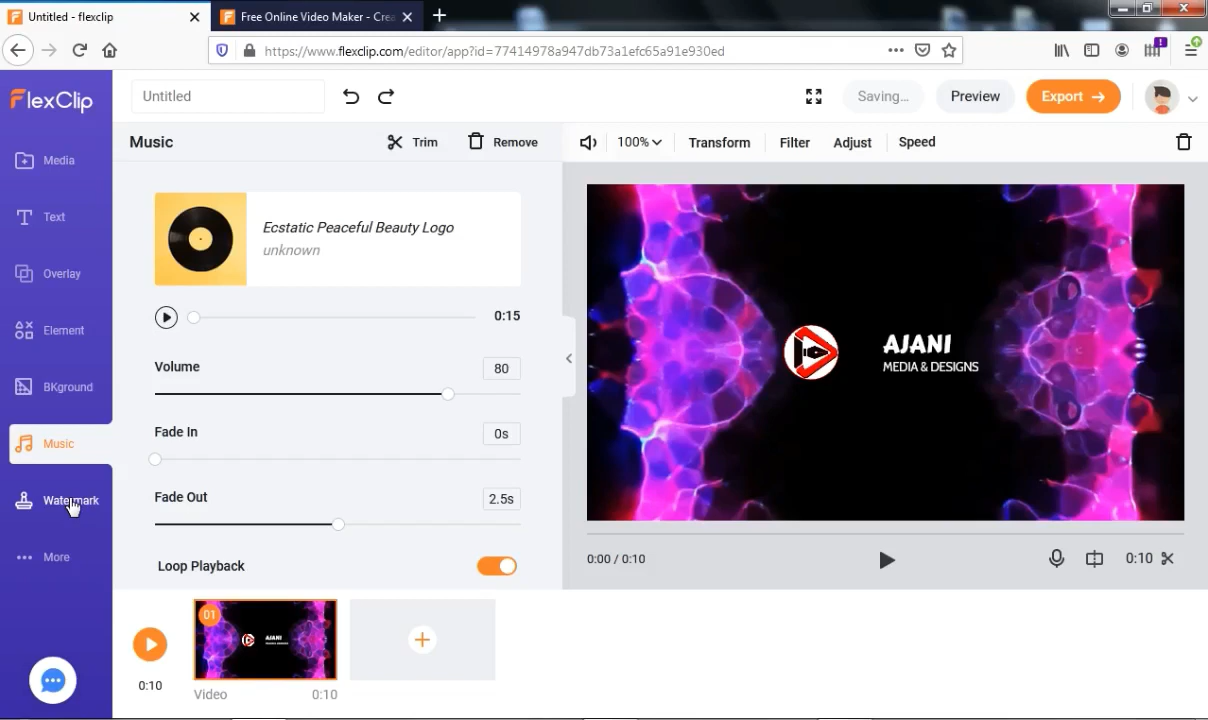 Untitled - flexclip
Free Online Video Maker - Crea
https://www.flexclip.com/editor/app?id=77414978a947db73a1efc65a91e930ed
FlexClip
Untitled
Saving...
Preview
Export
Music
Trim
Remove
100%
Transform
Filter
Adjust
Speed
Media
Text
Overlay
Element
BKground
Music
Watermark
More
Ecstatic Peaceful Beauty Logo
unknown
0:15
Volume
80
Fade In
0s
Fade Out
2.5s
Loop Playback
AJANI
MEDIA & DESIGNS
0:00 / 0:10
0:10
0:10
01
AJANI
Video
0:10